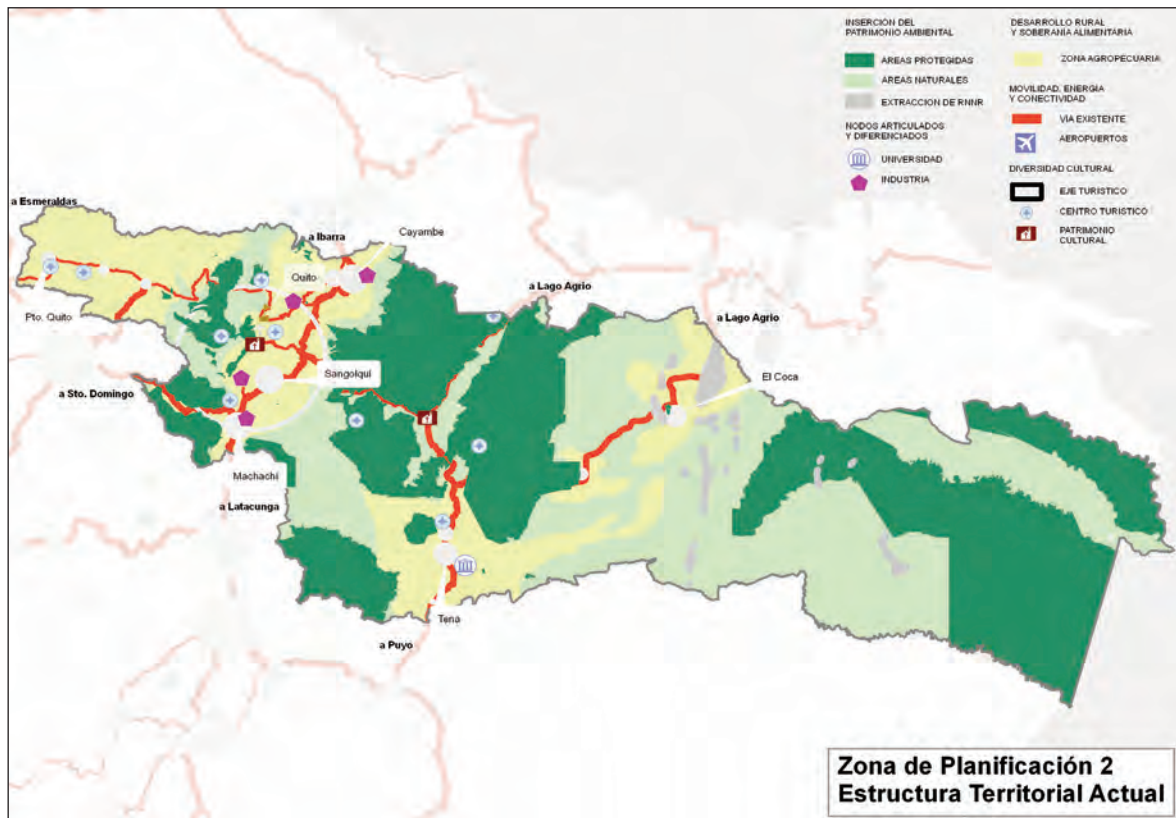 INSERCION DEL
PATRIMONIO AMBIENTAL
AREAS PROTEGIDAS
AREAS NATURALES
EXTRACCION DE RNNR
NODOS ARTICULADOS
Y DIFERENCIADOS
UNIVERSIDAD
INDUSTRIA
DESARROLLO RURAL
Y SOBERANÍA ALIMENTARIA
ZONA AGROPECUARIA
MOVILIDAD, ENERGIA
Y CONECTIVIDAD
VIA EXISTENTE
AEROPUERTOS
DIVERSIDAD CULTURAL
EJE TURISTICO
CENTRO TURISTICO
PATRIMONIO
CULTURAL
a Esmeraldas
a Ibarra
Cayambe
Quito
a Lago Agrio
Pto. Quito
a Lago Agrio
Sangolquí
El Coca
a Sto. Domingo
Machachi
a Latacunga
Tena
a Puyo
Zona de Planificación 2
Estructura Territorial Actual